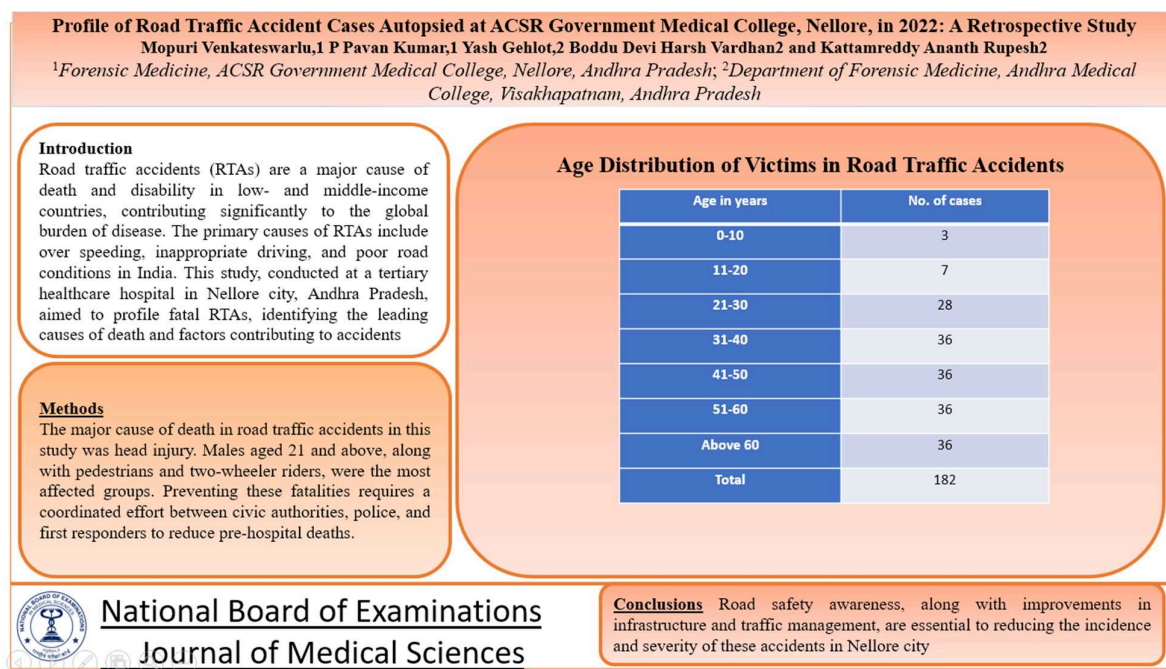 Profile of Road Traffic Accident Cases Autopsied at ACSR Government Medical College, Nellore, in 2022: A Retrospective Study
Mopuri Venkateswarlu,1 P Pavan Kumar,1 Yash Gehlot,2 Boddu Devi Harsh Vardhan2 and Kattamreddy Ananth Rupesh2
1Forensic Medicine, ACSR Government Medical College, Nellore, Andhra Pradesh; 2Department of Forensic Medicine, Andhra Medical
College, Visakhapatnam, Andhra Pradesh
Introduction
Road traffic accidents (RTAs) are a major cause of
death and disability in low- and middle-income
countries, contributing significantly to the global
burden of disease. The primary causes of RTAs include
over speeding, inappropriate driving, and poor road
conditions in India. This study, conducted at a tertiary
healthcare hospital in Nellore city, Andhra Pradesh,
aimed to profile fatal RTAs, identifying the leading
causes of death and factors contributing to accidents
Methods
The major cause of death in road traffic accidents in this
study was head injury. Males aged 21 and above, along
with pedestrians and two-wheeler riders, were the most
affected groups. Preventing these fatalities requires a
coordinated effort between civic authorities, police, and
first responders to reduce pre-hospital deaths.
Age Distribution of Victims in Road Traffic Accidents
Age in years No. of cases
0-10 3
11-20 7
21-30 28
31-40 36
41-50 36
51-60 36
Above 60 36
Total 182
National Board of Examinations
Journal of Medical Sciences
Conclusions Road safety awareness, along with improvements in
infrastructure and traffic management, are essential to reducing the incidence
and severity of these accidents in Nellore city